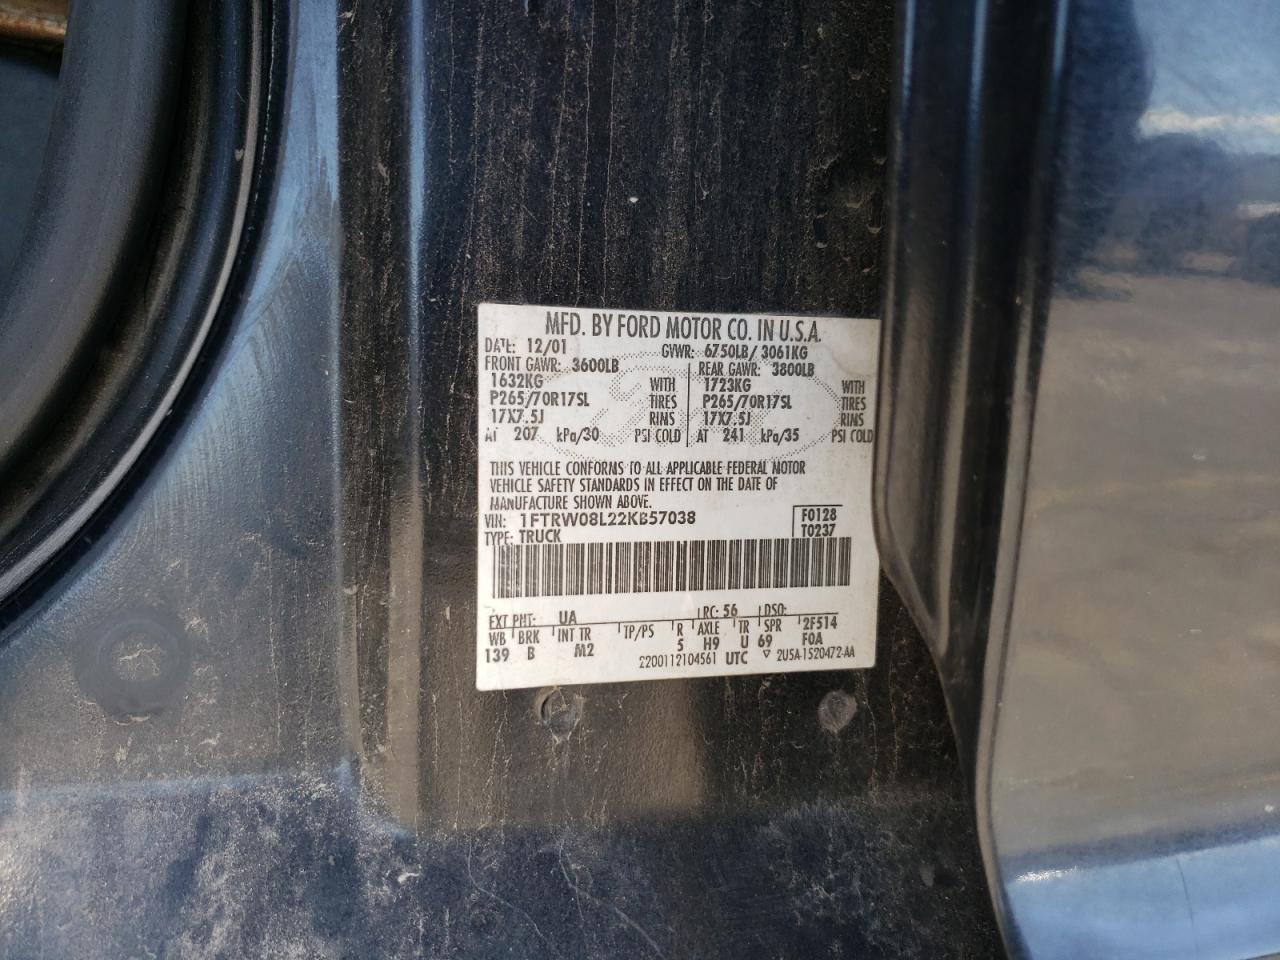 MFD. BY FORD MOTOR CO. IN U.S.A.
DATE: 12/01 GVWR: 6750LB/ 3061KG
FRONT GAWR: 3600LB REAR GAWR: 3800LB
1632KG WITH 1723KG WITH
P265/70R17SL TIRES P265/70R17SL TIRES
17X7.5J RIMS 17X7.5J RIMS
AT 207 kPa/30 PSI COLD AT 241 kPa/35 PSI COLD
THIS VEHICLE CONFORMS TO ALL APPLICABLE FEDERAL MOTOR
VEHICLE SAFETY STANDARDS IN EFFECT ON THE DATE OF
MANUFACTURE SHOWN ABOVE.
VIN: 1FTRW08L22KB57038 F0128
TYPE: TRUCK T0237
EXT PNT: UA RC: 56 DSO:
WB BRK INT TR TP/PS R AXLE TR SPR 2F514
139 B M2 5 H9 U 69 F0A
2200112104561 UTC ▽ 2U5A-1520472-AA